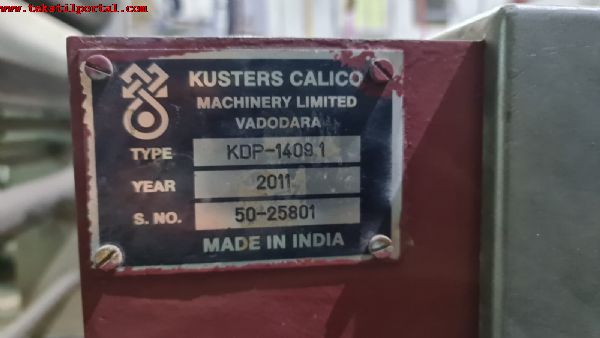 www.takatilportal.com
KUSTERS CALICO
MACHINERY LIMITED
VADODARA
TYPE KDP-1409.1
YEAR 2011
S. NO. 50-25801
MADE IN INDIA